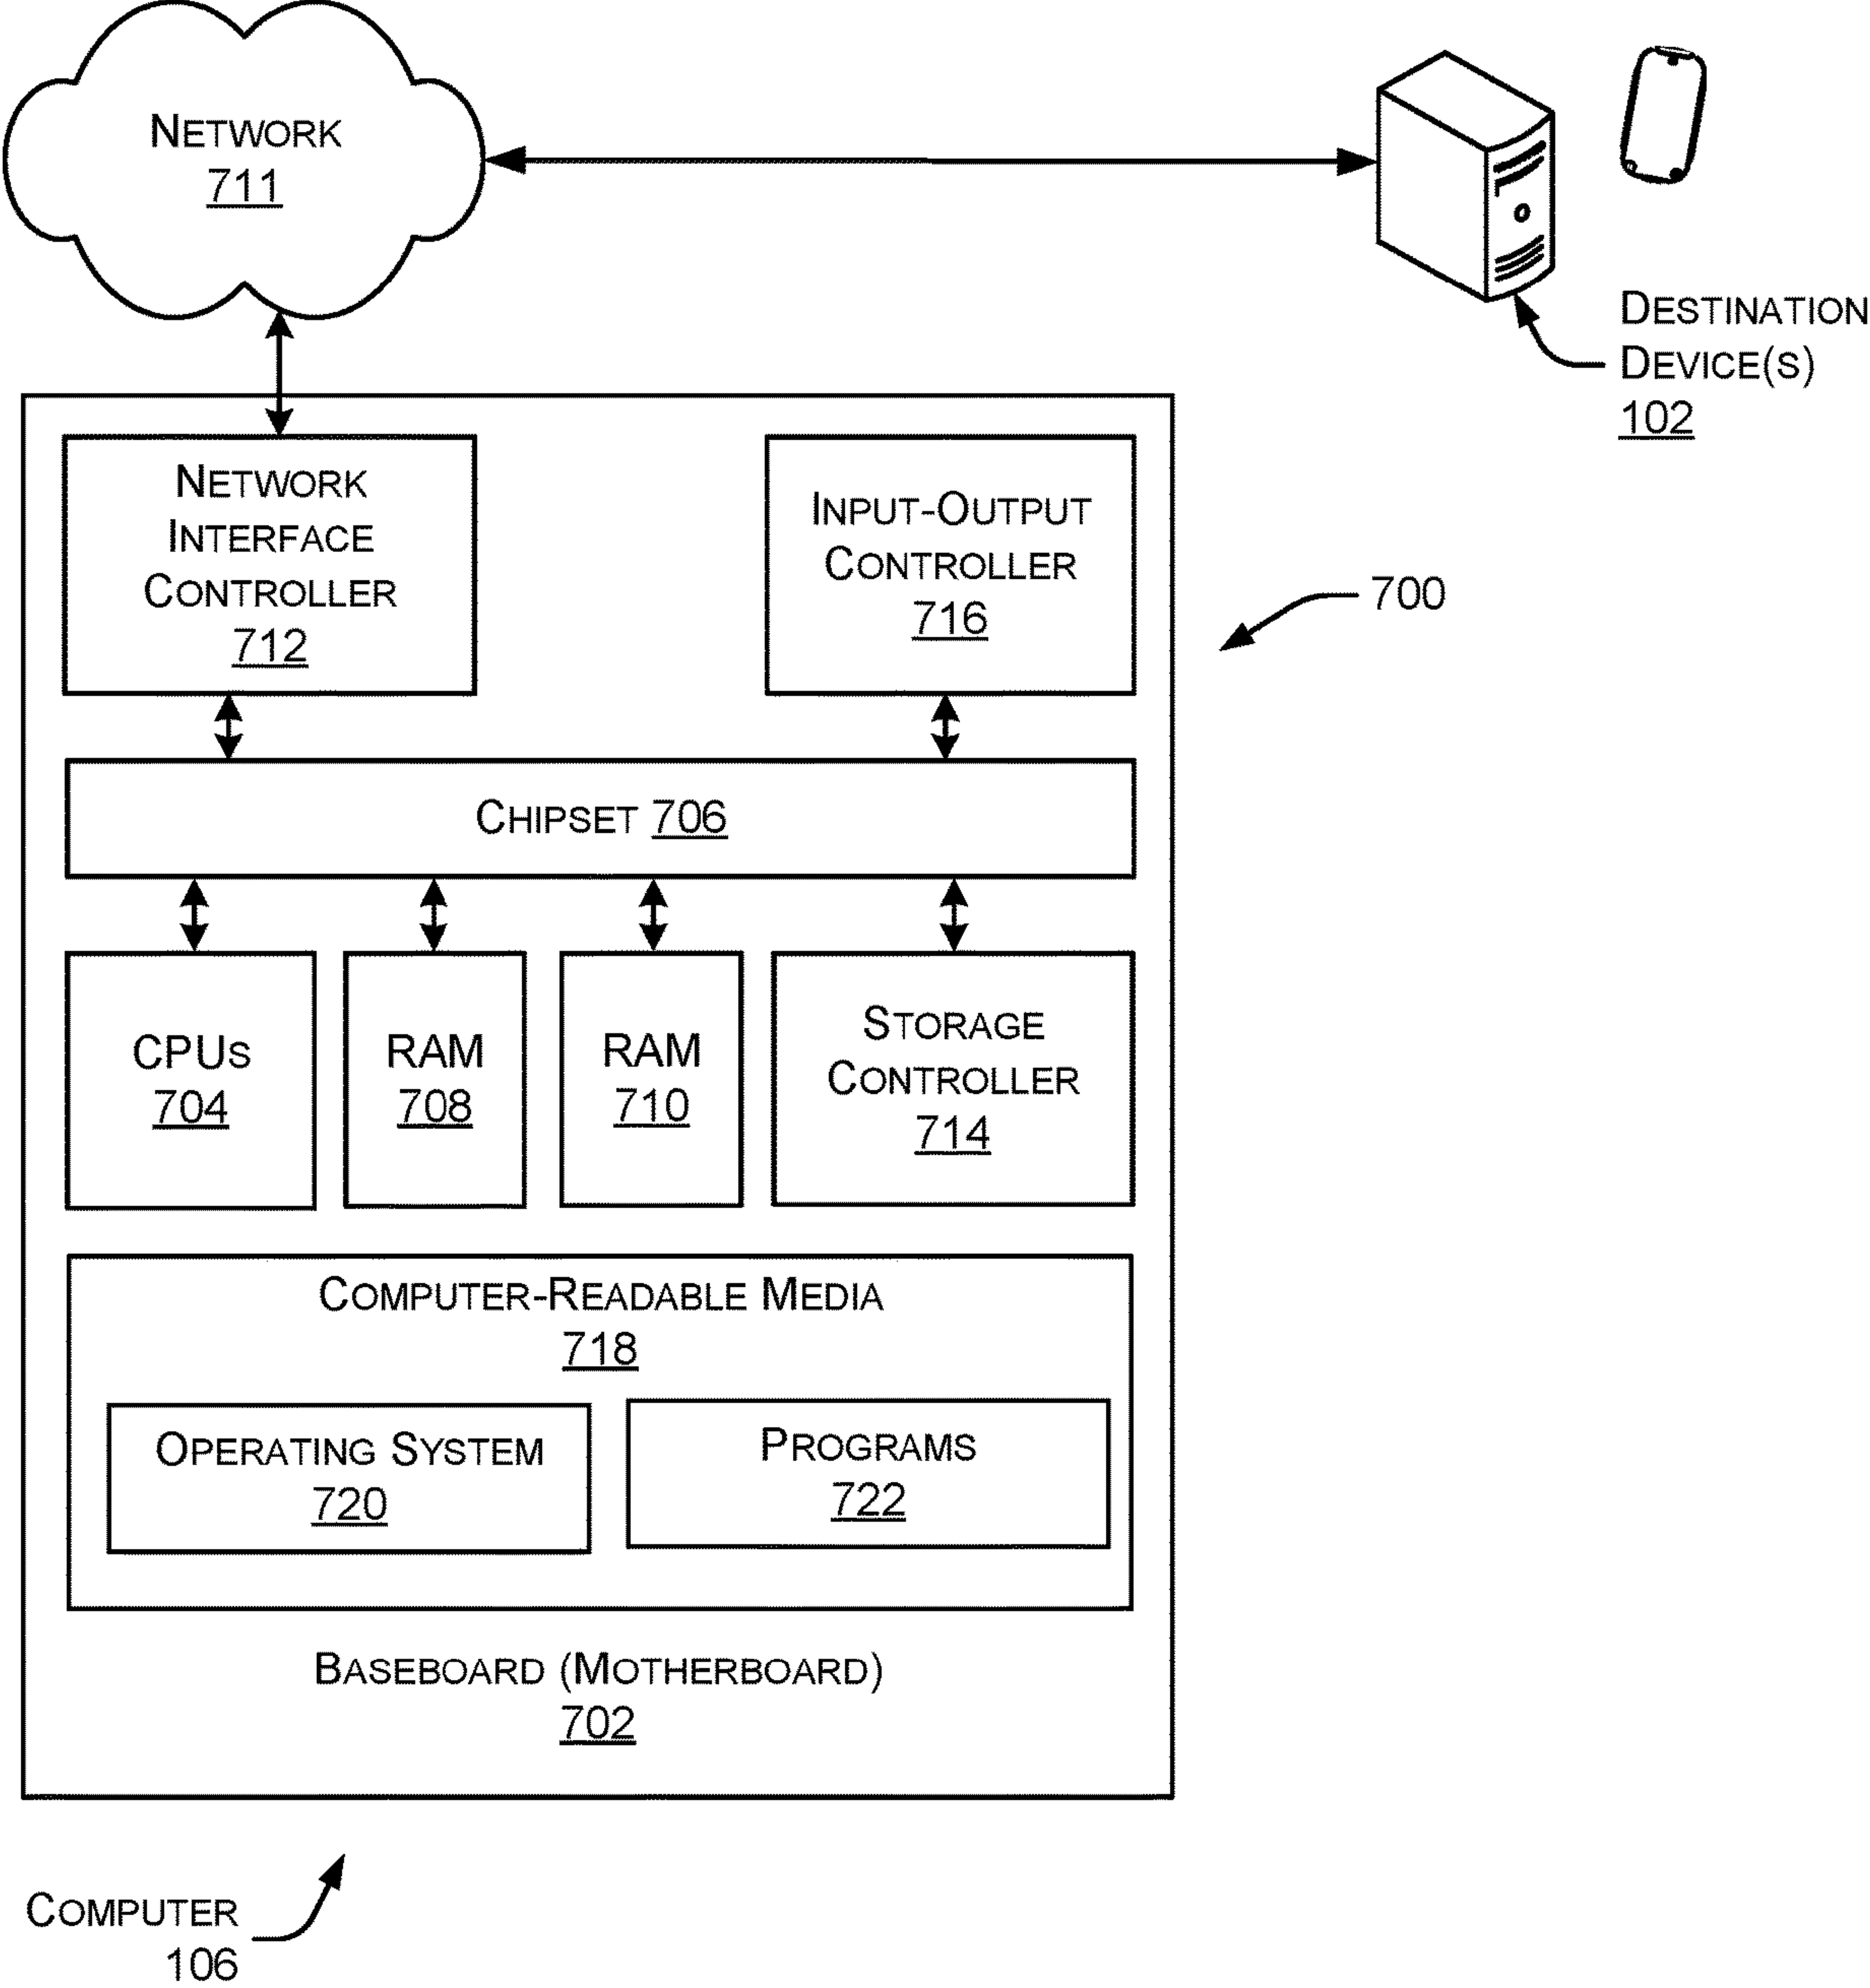 NETWORK
711
DESTINATION
DEVICE(S)
102
NETWORK
INTERFACE
CONTROLLER
712
INPUT-OUTPUT
CONTROLLER
716
700
CHIPSET 706
CPUS
704
RAM
708
RAM
710
STORAGE
CONTROLLER
714
COMPUTER-READABLE MEDIA
718
OPERATING SYSTEM
720
PROGRAMS
722
BASEBOARD (MOTHERBOARD)
702
COMPUTER
106